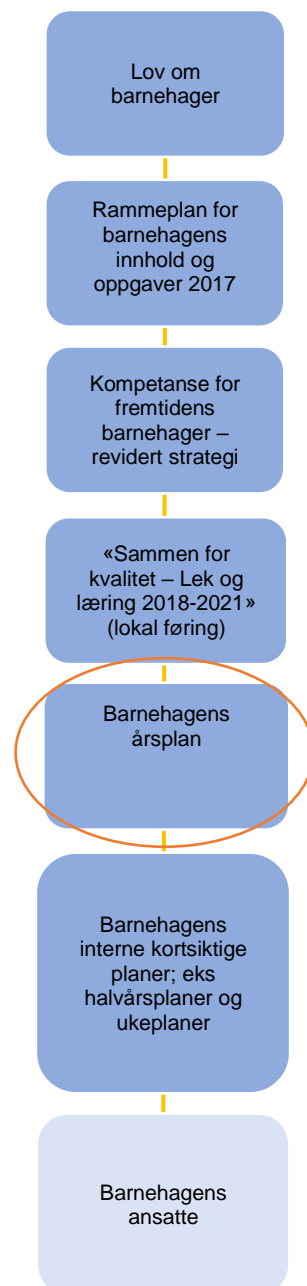 Lov om
barnehager
Rammeplan for
barnehagens
innhold og
oppgaver 2017
Kompetanse for
fremtidens
barnehager –
revidert strategi
«Sammen for
kvalitet – Lek og
læring 2018-2021»
(lokal føring)
Barnehagens
årsplan
Barnehagens
interne kortsiktige
planer; eks
halvårsplaner og
ukeplaner
Barnehagens
ansatte